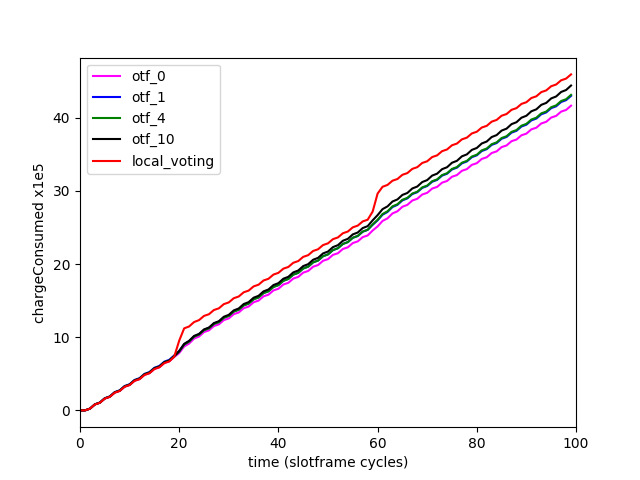 otf_0
otf_1
otf_4
otf_10
local_voting
chargeConsumed x1e5
40
30
20
10
0
0 20 40 60 80 100
time (slotframe cycles)